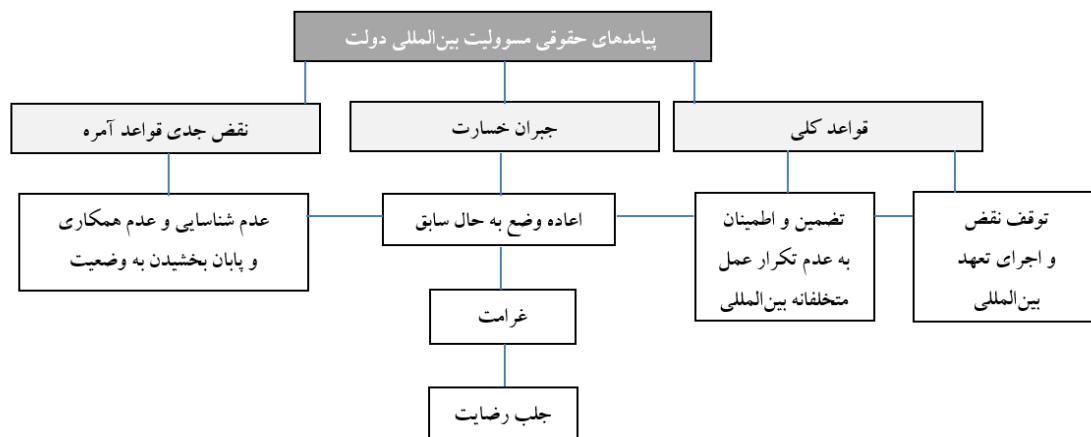 پیامدهای حقوقی مسوولیت بین‌المللی دولت
قواعد کلی
جبران خسارت
نقض جدی قواعد آمره
توقف نقض
و اجرای تعهد
بین‌المللی
تضمین و اطمینان
به عدم تکرار عمل
متخلفانه بین‌المللی
اعاده وضع به حال سابق
عدم شناسایی و عدم همکاری
و پابان بخشیدن به وضعیت
غرامت
جلب رضایت